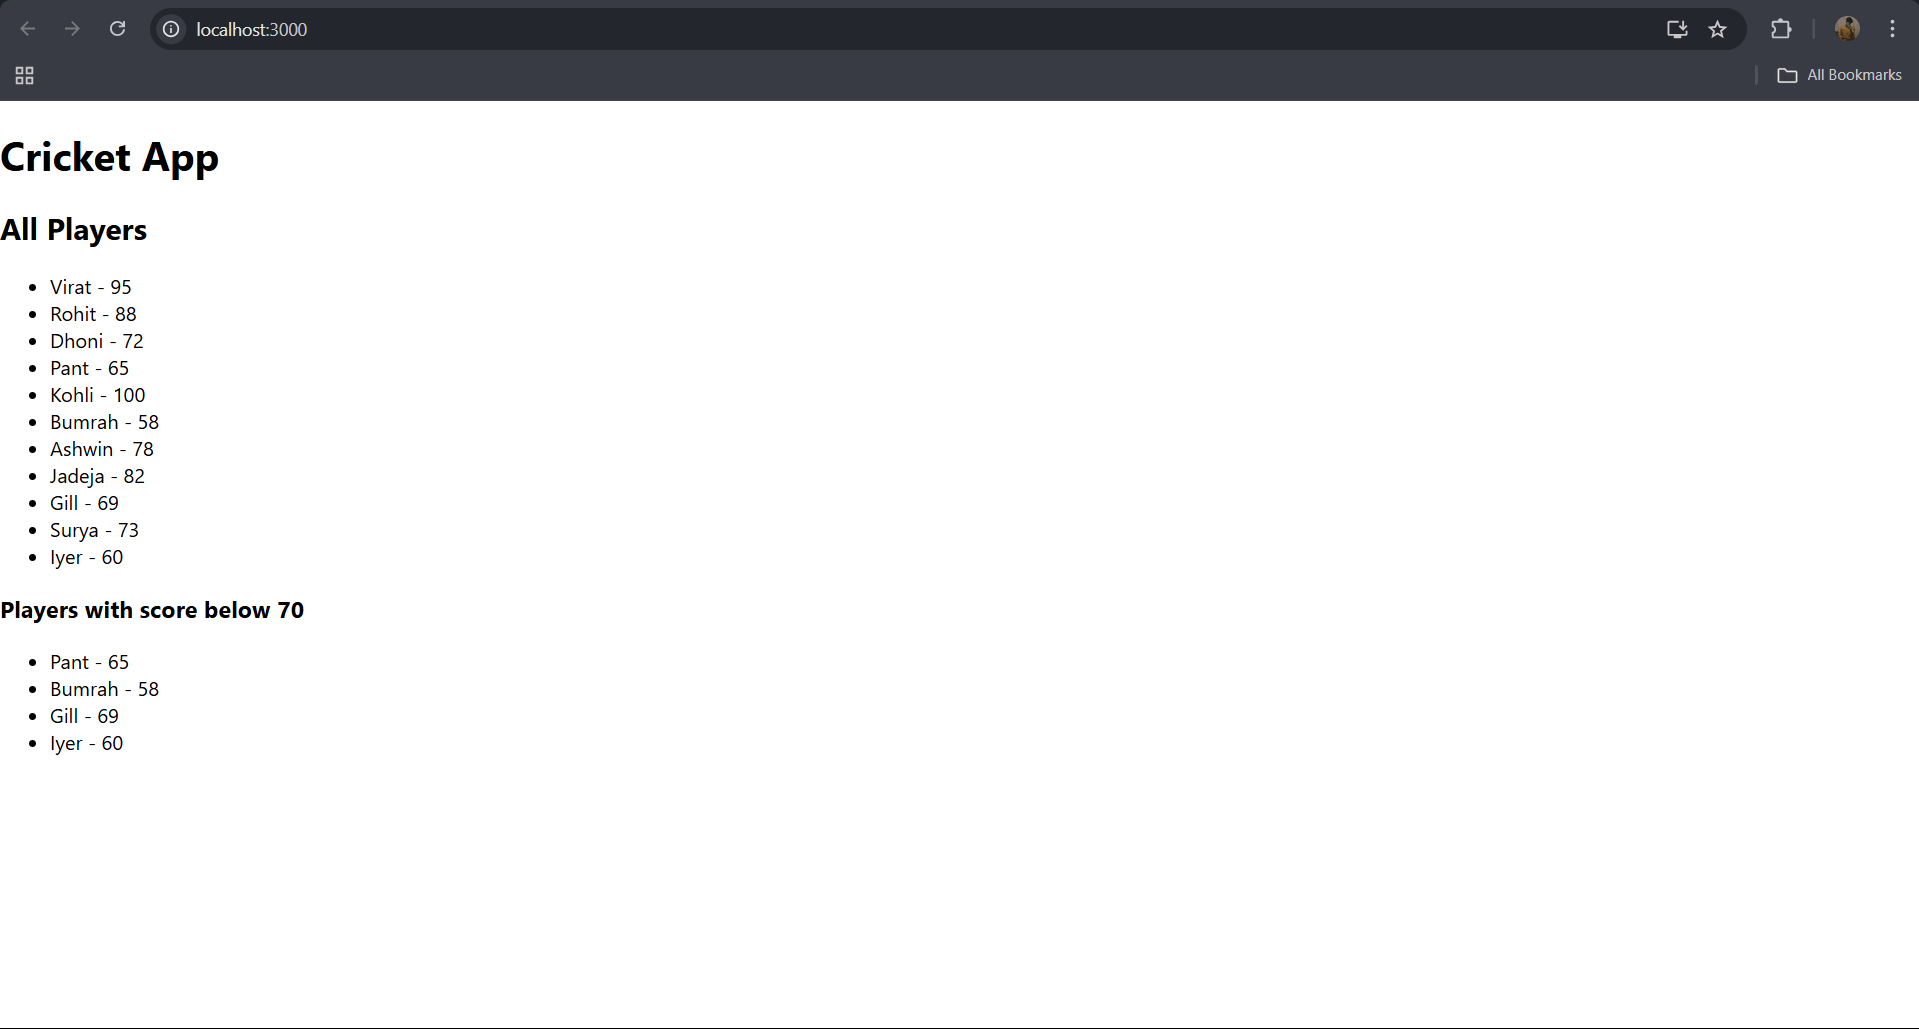 localhost:3000
All Bookmarks
Cricket App
All Players
Virat - 95
Rohit - 88
Dhoni - 72
Pant - 65
Kohli - 100
Bumrah - 58
Ashwin - 78
Jadeja - 82
Gill - 69
Surya - 73
Iyer - 60
Players with score below 70
Pant - 65
Bumrah - 58
Gill - 69
Iyer - 60